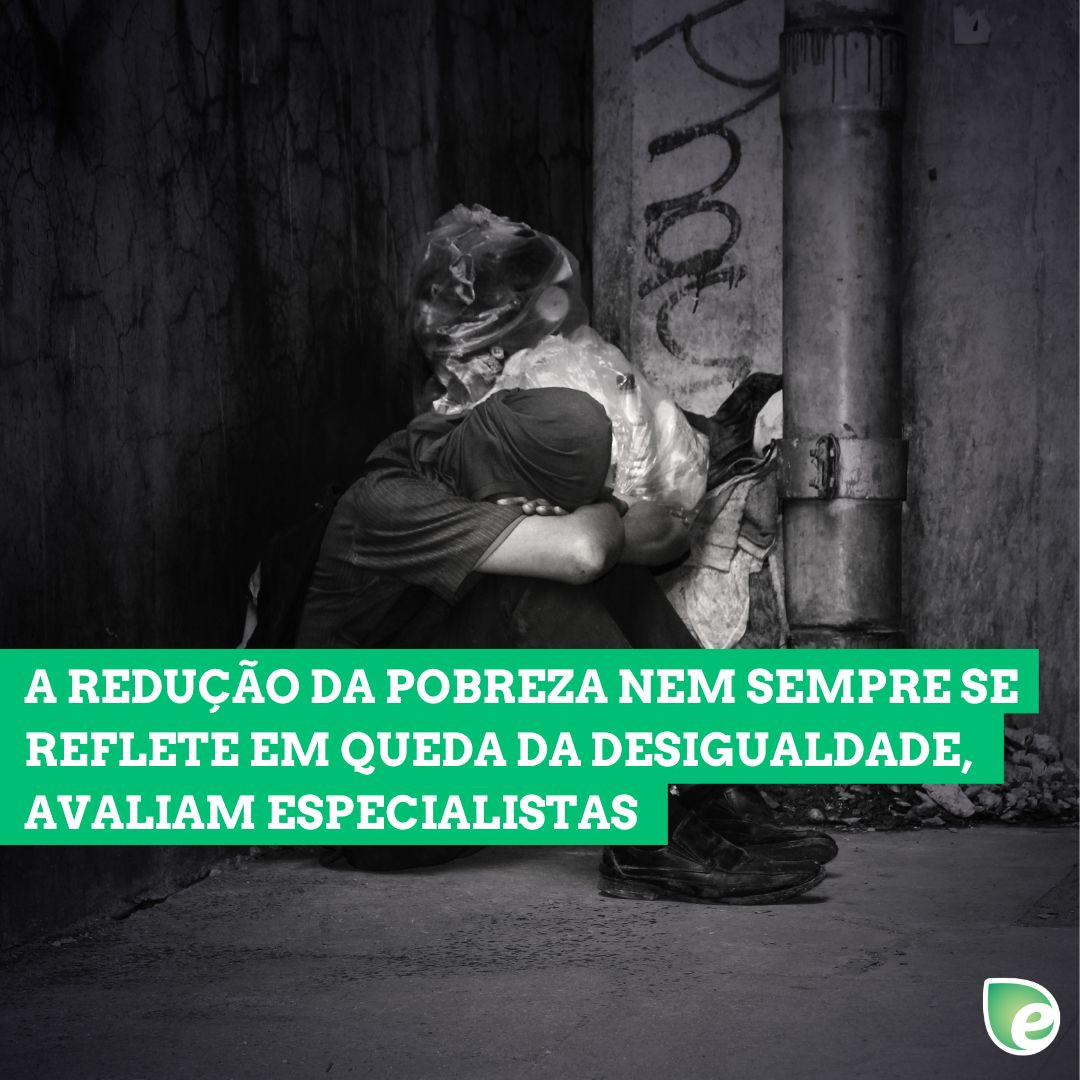 A REDUÇÃO DA POBREZA NEM SEMPRE SE
REFLETE EM QUEDA DA DESIGUALDADE,
AVALIAM ESPECIALISTAS
e